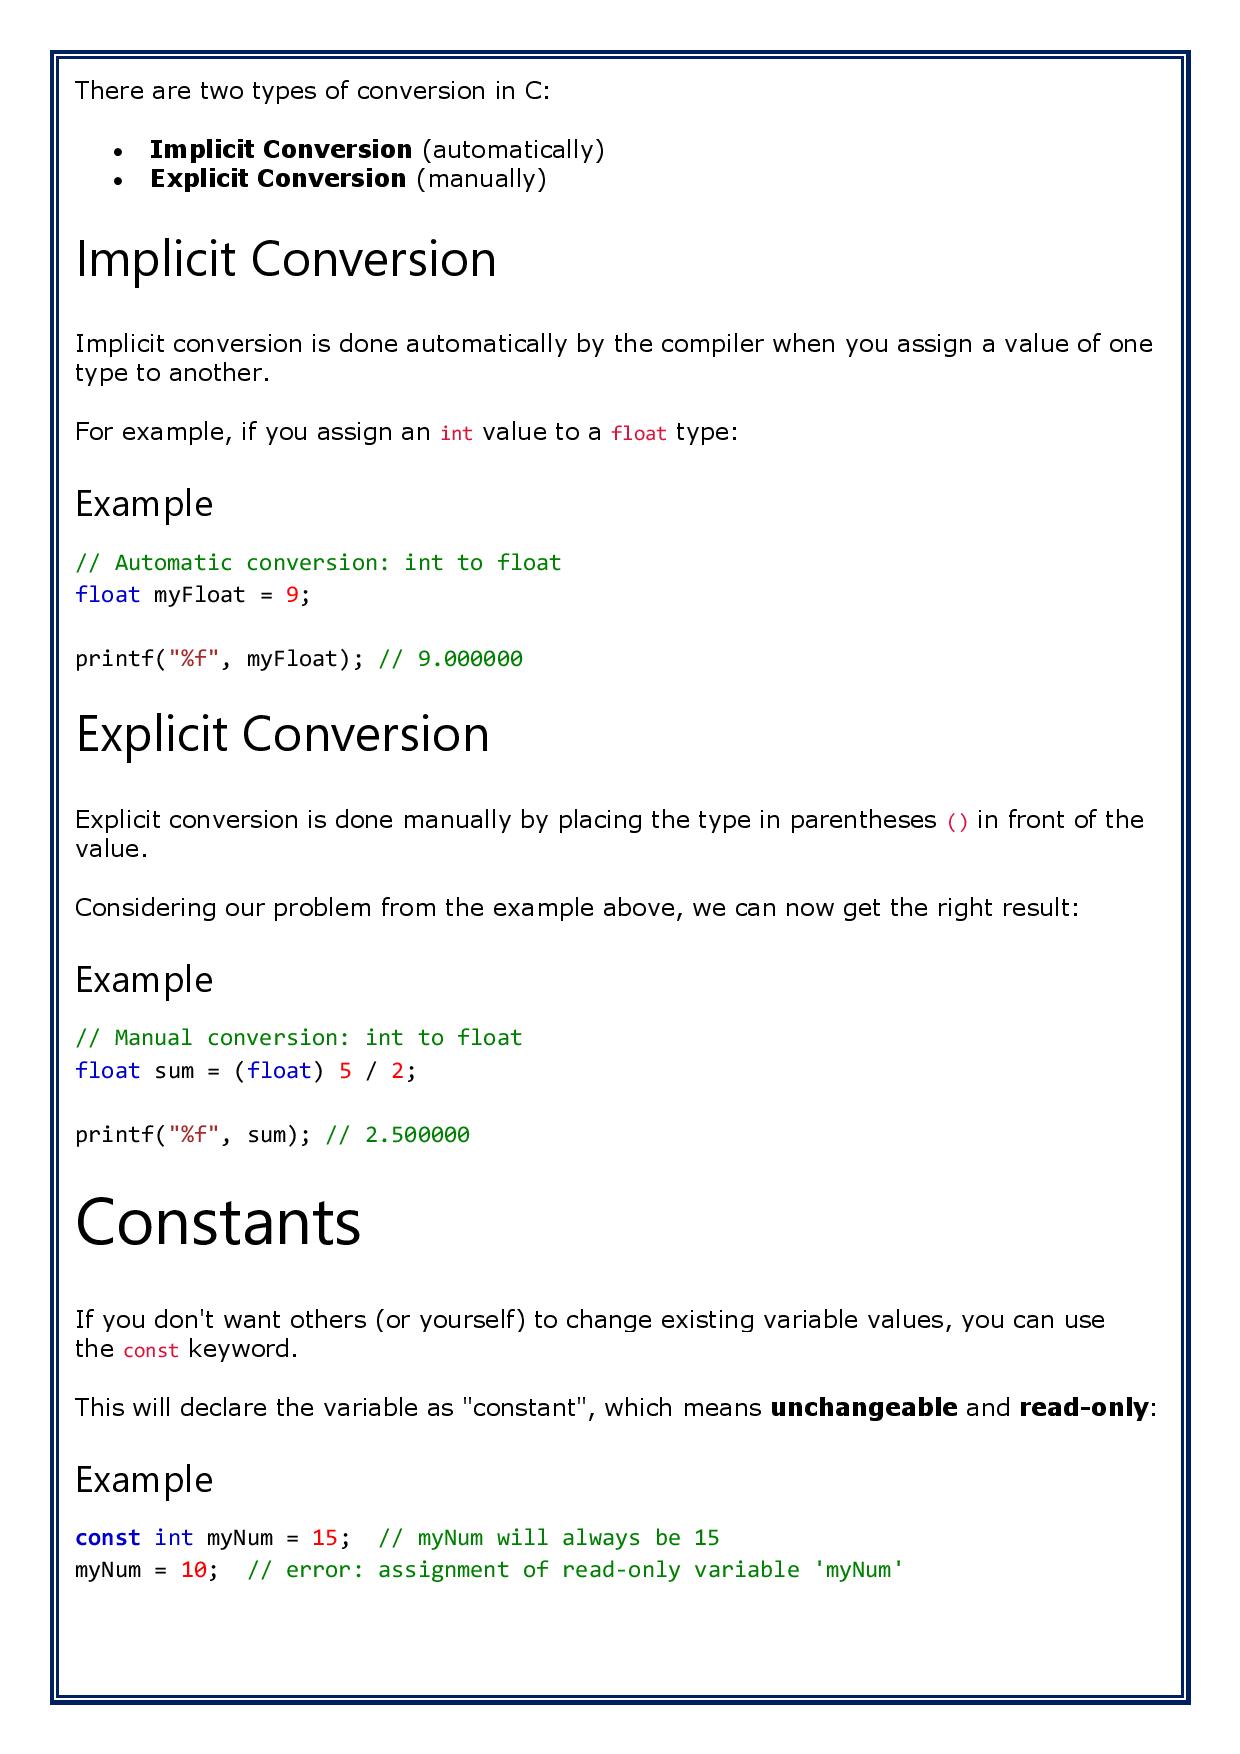 There are two types of conversion in C:
• Implicit Conversion (automatically)
• Explicit Conversion (manually)
Implicit Conversion
Implicit conversion is done automatically by the compiler when you assign a value of one
type to another.
For example, if you assign an int value to a float type:
Example
// Automatic conversion: int to float
float myFloat = 9;
printf("%f", myFloat); // 9.000000
Explicit Conversion
Explicit conversion is done manually by placing the type in parentheses () in front of the
value.
Considering our problem from the example above, we can now get the right result:
Example
// Manual conversion: int to float
float sum = (float) 5 / 2;
printf("%f", sum); // 2.500000
Constants
If you don't want others (or yourself) to change existing variable values, you can use
the const keyword.
This will declare the variable as "constant", which means unchangeable and read-only:
Example
const int myNum = 15;  // myNum will always be 15
myNum = 10;  // error: assignment of read-only variable 'myNum'